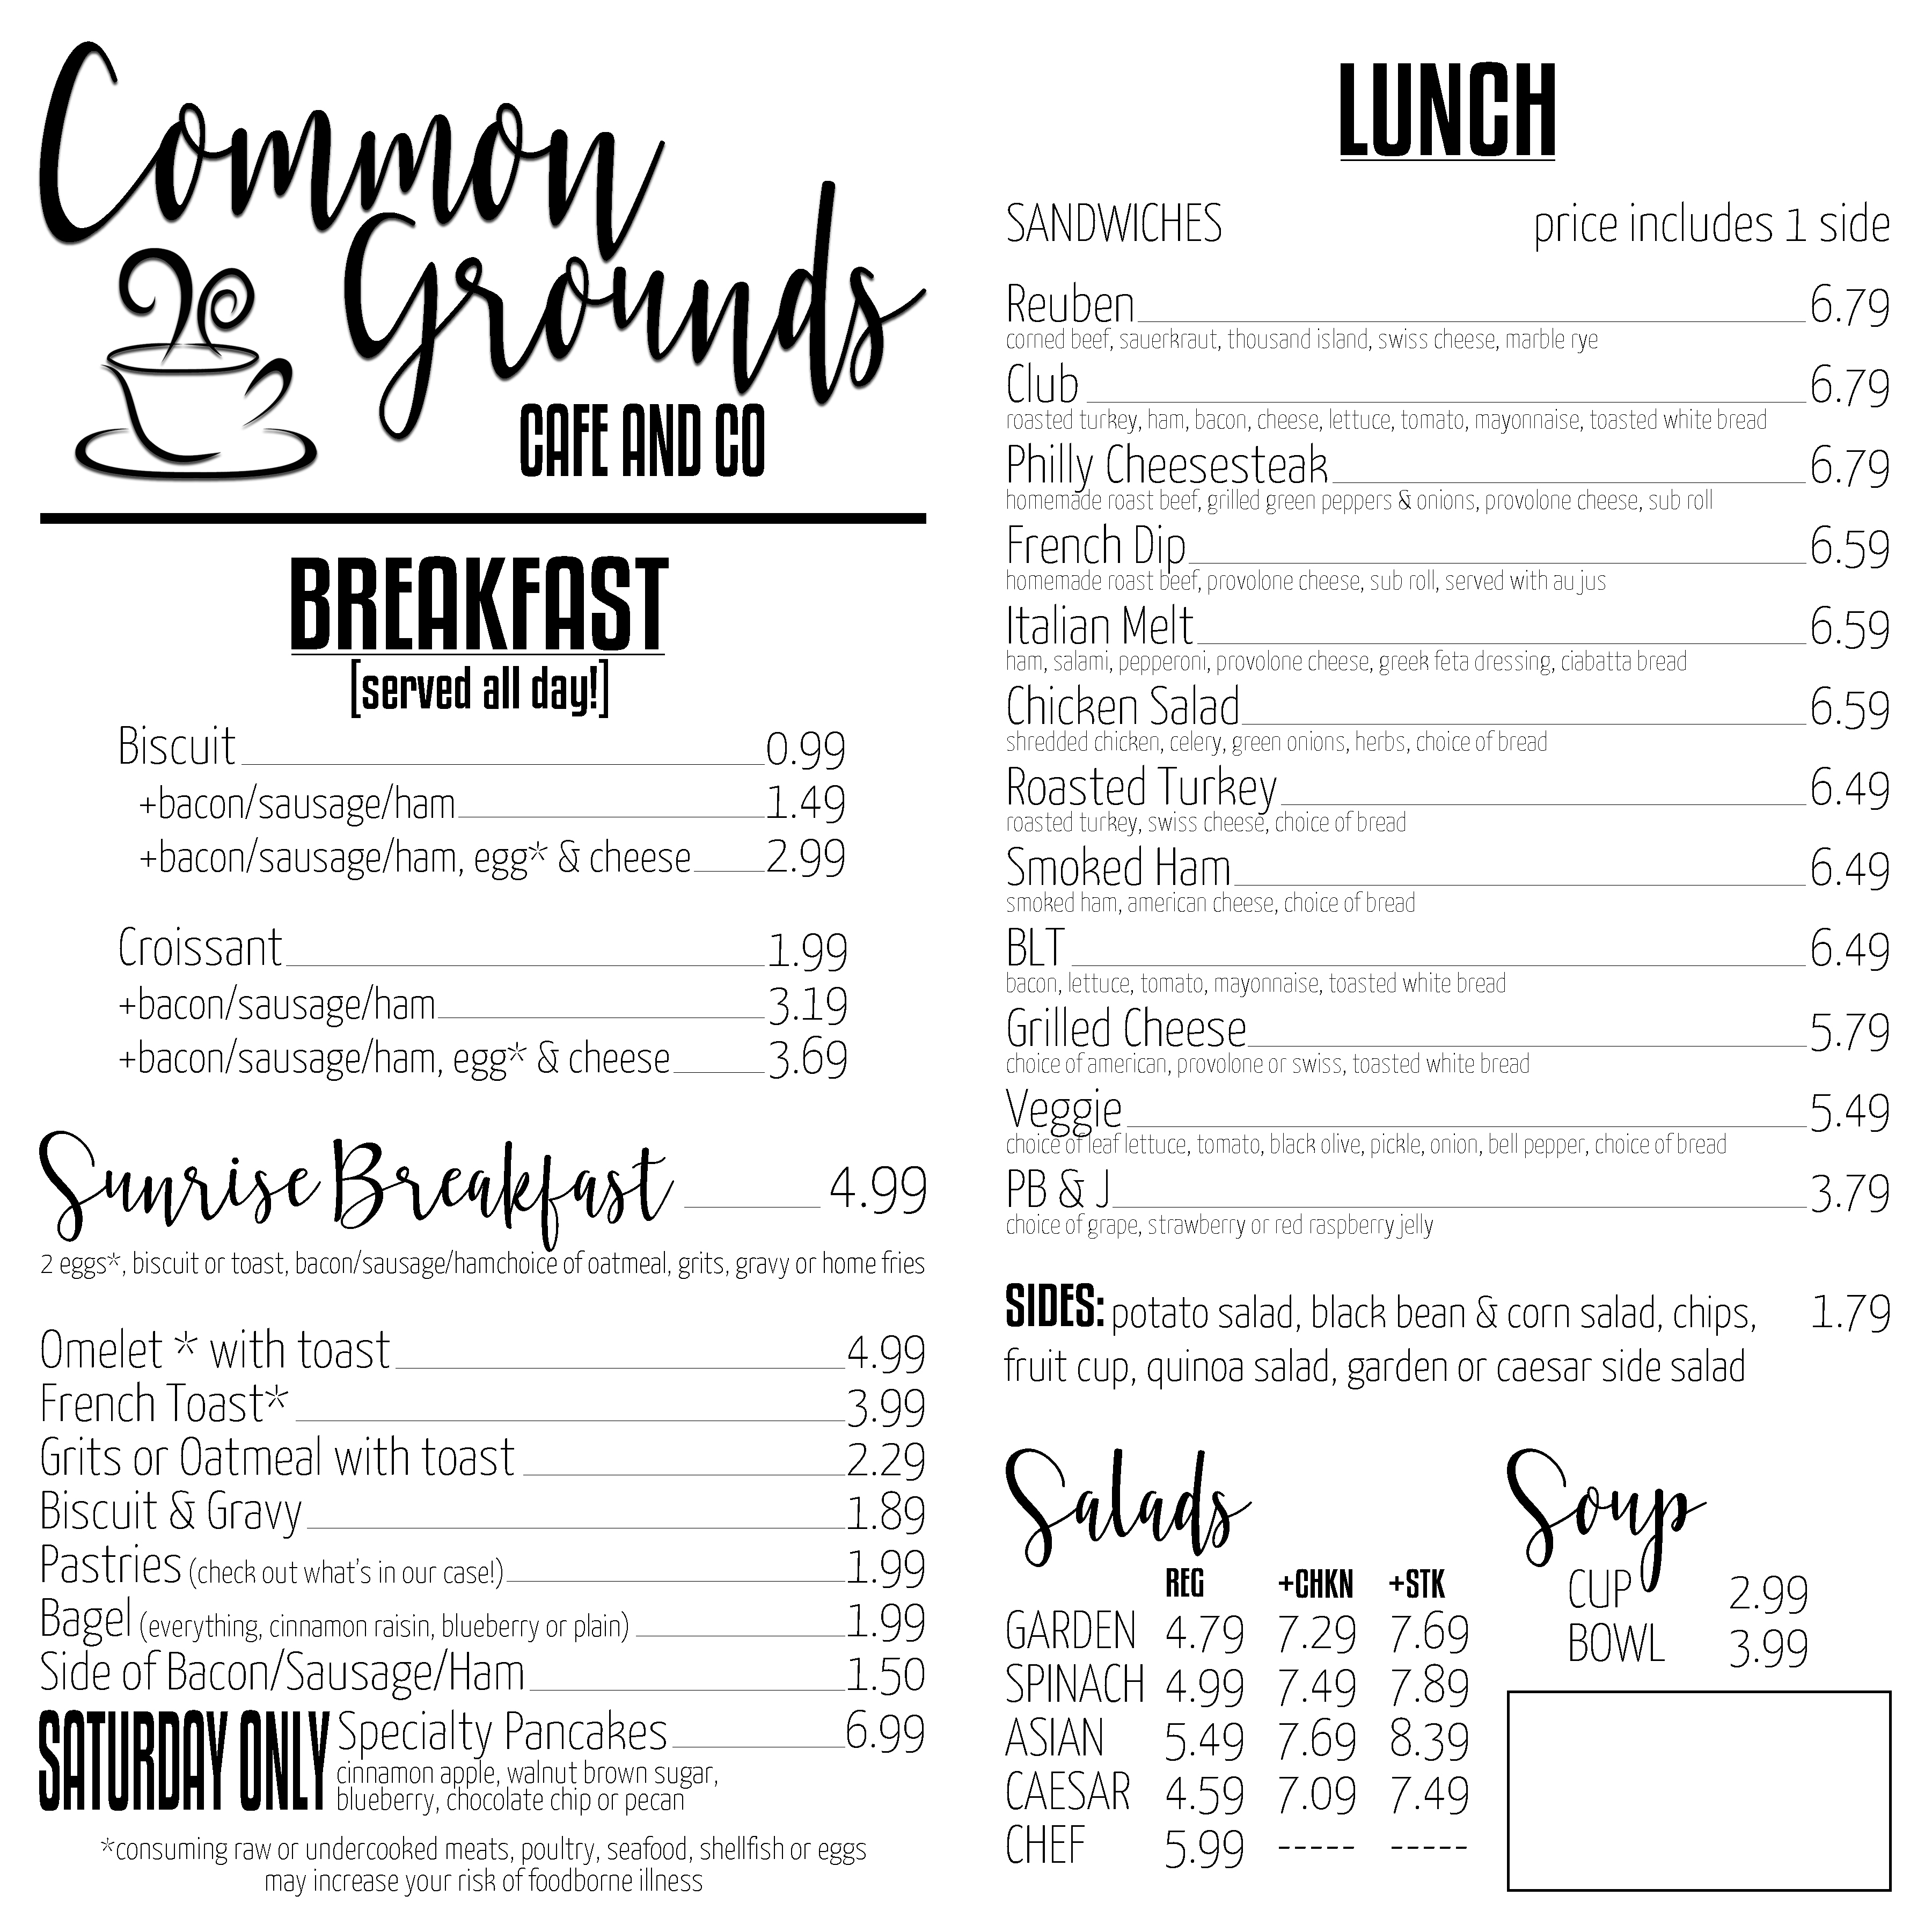 Common
Grounds
CAFE AND CO
BREAKFAST
[served all day!]
Biscuit 0.99
+bacon/sausage/ham 1.49
+bacon/sausage/ham, egg* & cheese 2.99
Croissant 1.99
+bacon/sausage/ham 3.19
+bacon/sausage/ham, egg* & cheese 3.69
Sunrise Breakfast 4.99
2 eggs*, biscuit or toast, bacon/sausage/hamchoice of oatmeal, grits, gravy or home fries
Omelet * with toast 4.99
French Toast* 3.99
Grits or Oatmeal with toast 2.29
Biscuit & Gravy 1.89
Pastries (check out what's in our case!) 1.99
Bagel (everything, cinnamon raisin, blueberry or plain) 1.99
Side of Bacon/Sausage/Ham 1.50
SATURDAY ONLY Specialty Pancakes 6.99
cinnamon apple, walnut brown sugar,
blueberry, chocolate chip or pecan
*consuming raw or undercooked meats, poultry, seafood, shellfish or eggs
may increase your risk of foodborne illness
LUNCH
SANDWICHES price includes 1 side
Reuben 6.79
corned beef, sauerkraut, thousand island, swiss cheese, marble rye
Club 6.79
roasted turkey, ham, bacon, cheese, lettuce, tomato, mayonnaise, toasted white bread
Philly Cheesesteak 6.79
homemade roast beef, grilled green peppers & onions, provolone cheese, sub roll
French Dip 6.59
homemade roast beef, provolone cheese, sub roll, served with au jus
Italian Melt 6.59
ham, salami, pepperoni, provolone cheese, greek feta dressing, ciabatta bread
Chicken Salad 6.59
shredded chicken, celery, green onions, herbs, choice of bread
Roasted Turkey 6.49
roasted turkey, swiss cheese, choice of bread
Smoked Ham 6.49
smoked ham, american cheese, choice of bread
BLT 6.49
bacon, lettuce, tomato, mayonnaise, toasted white bread
Grilled Cheese 5.79
choice of american, provolone or swiss, toasted white bread
Veggie 5.49
choice of leaf lettuce, tomato, black olive, pickle, onion, bell pepper, choice of bread
PB & J 3.79
choice of grape, strawberry or red raspberry jelly
SIDES: potato salad, black bean & corn salad, chips, 1.79
fruit cup, quinoa salad, garden or caesar side salad
Salads
REG +CHKN +STK
GARDEN 4.79 7.29 7.69
SPINACH 4.99 7.49 7.89
ASIAN 5.49 7.69 8.39
CAESAR 4.59 7.09 7.49
CHEF 5.99 ----- -----
Soup
CUP 2.99
BOWL 3.99